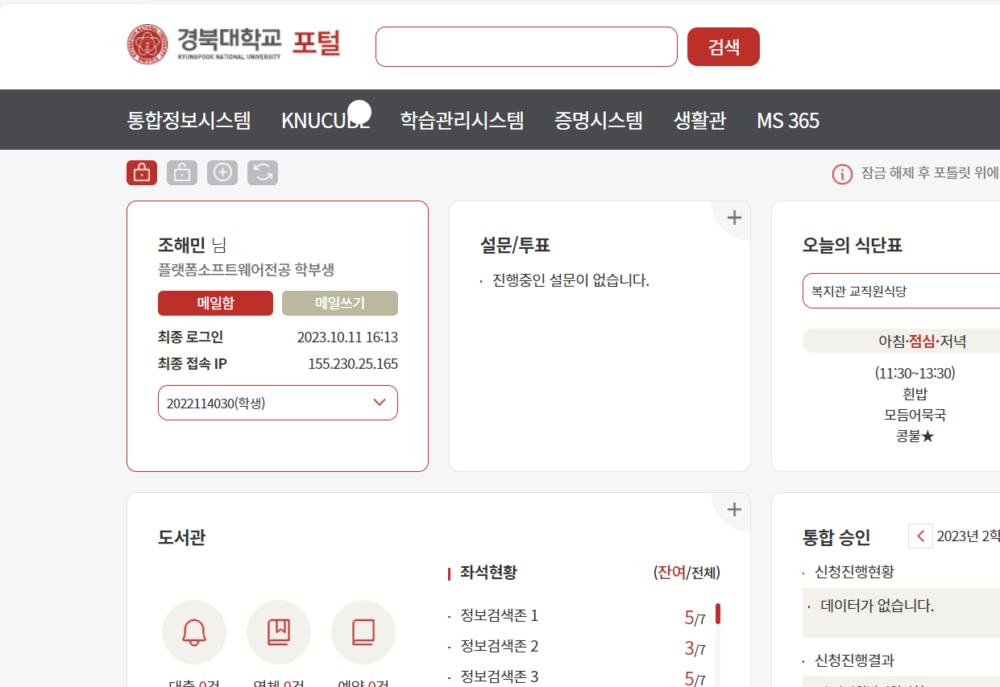 경북대학교 포털
KYUNGPOOK NATIONAL UNIVERSITY
검색
통합정보시스템 KNUCUBE 학습관리시스템 증명시스템 생활관 MS 365
잠금 해제 후 포틀릿 위에
조해민 님
플랫폼소프트웨어전공 학부생
메일함 메일쓰기
최종 로그인 2023.10.11 16:13
최종 접속 IP 155.230.25.165
2022114030(학생)
설문/투표
· 진행중인 설문이 없습니다.
오늘의 식단표
복지관 교직원식당
아침·점심·저녁
(11:30~13:30)
흰밥
모듬어묵국
콩불★
도서관
대출 0건 연체 0건 예약 0건
좌석현황 (잔여/전체)
· 정보검색존 1 5/7
· 정보검색존 2 3/7
· 정보검색존 3 5/7
통합 승인 2023년 2학
· 신청진행현황
· 데이터가 없습니다.
· 신청진행결과